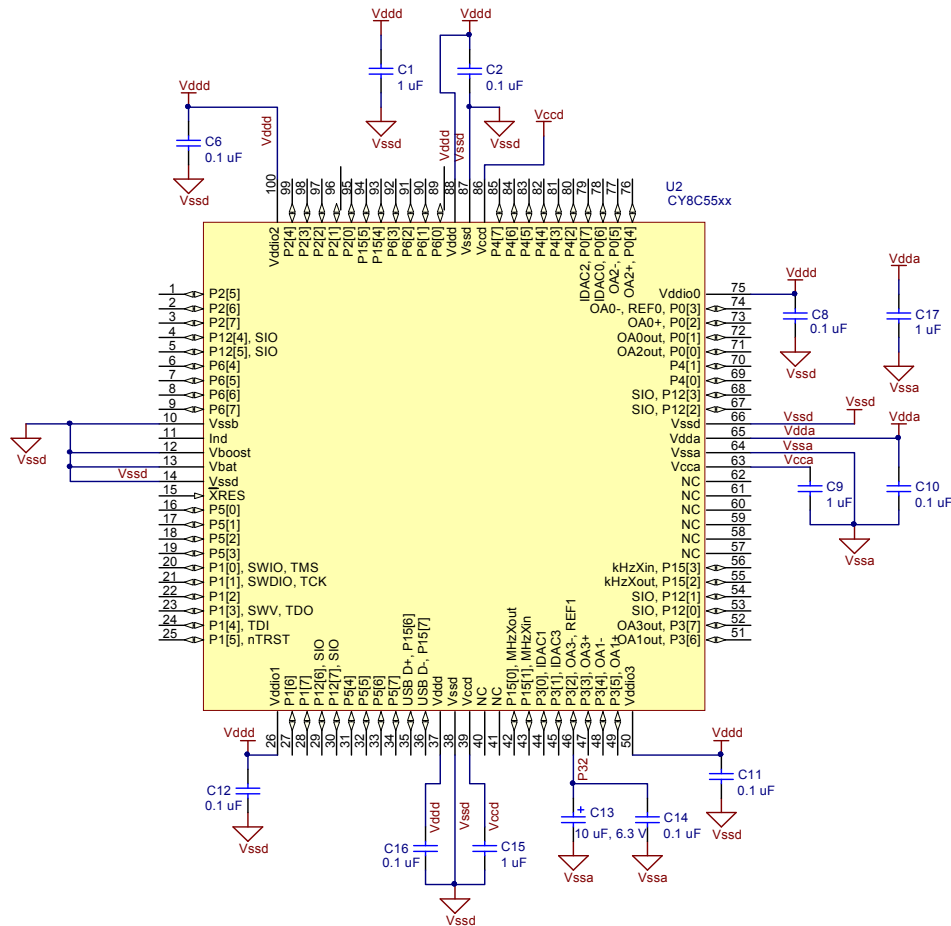 Vddd
C1
1 uF
Vssd
Vddd
C2
0.1 uF
Vssd
Vddd
C6
0.1 uF
Vssd
Vddd
Vddd
Vssd
Vccd
U2
CY8C55xx
100 Vddio2
99 P2[4]
98 P2[3]
97 P2[2]
96 P2[1]
95 P2[0]
94 P15[5]
93 P15[4]
92 P6[3]
91 P6[2]
90 P6[1]
89 P6[0]
88 Vddd
87 Vssd
86 Vccd
85 P4[7]
84 P4[6]
83 P4[5]
82 P4[4]
81 P4[3]
80 P4[2]
79 IDAC2, P0[7]
78 IDAC0, P0[6]
77 OA2-, P0[5]
76 OA2+, P0[4]
1 P2[5]
2 P2[6]
3 P2[7]
4 P12[4], SIO
5 P12[5], SIO
6 P6[4]
7 P6[5]
8 P6[6]
9 P6[7]
10 Vssb
11 Ind
12 Vboost
13 Vbat
14 Vssd
15 XRES
16 P5[0]
17 P5[1]
18 P5[2]
19 P5[3]
20 P1[0], SWIO, TMS
21 P1[1], SWDIO, TCK
22 P1[2]
23 P1[3], SWV, TDO
24 P1[4], TDI
25 P1[5], nTRST
Vssd
Vssd
Vddio0 75
OA0-, REF0, P0[3] 74
OA0+, P0[2] 73
OA0out, P0[1] 72
OA2out, P0[0] 71
P4[1] 70
P4[0] 69
SIO, P12[3] 68
SIO, P12[2] 67
Vssd 66
Vdda 65
Vssa 64
Vcca 63
NC 62
NC 61
NC 60
NC 59
NC 58
NC 57
kHzXin, P15[3] 56
kHzXout, P15[2] 55
SIO, P12[1] 54
SIO, P12[0] 53
OA3out, P3[7] 52
OA1out, P3[6] 51
Vddd
C8
0.1 uF
Vssd
Vdda
C17
1 uF
Vssa
Vssd
Vssd
Vdda
Vdda
Vssa
Vcca
C9
1 uF
C10
0.1 uF
Vssa
26 Vddio1
27 P1[6]
28 P1[7]
29 P12[6], SIO
30 P12[7], SIO
31 P5[4]
32 P5[5]
33 P5[6]
34 P5[7]
35 USB D+, P15[6]
36 USB D-, P15[7]
37 Vddd
38 Vssd
39 Vccd
40 NC
41 NC
42 P15[0], MHzXout
43 P15[1], MHzXin
44 P3[0], IDAC1
45 P3[1], IDAC3
46 P3[2], OA3-, REF1
47 P3[3], OA3+
48 P3[4], OA1-
49 P3[5], OA1+
50 Vddio3
Vddd
C12
0.1 uF
Vssd
Vddd
Vssd
Vccd
C16
0.1 uF
C15
1 uF
Vssd
P32
+
C13
10 uF, 6.3 V
Vssa
C14
0.1 uF
Vssa
Vddd
C11
0.1 uF
Vssd